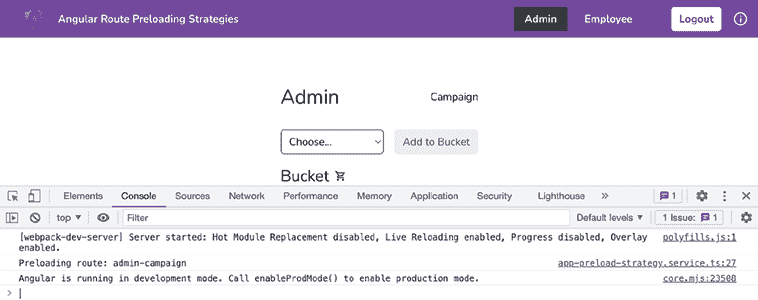 Angular Route Preloading Strategies Admin Employee Logout
Admin Campaign
Choose... Add to Bucket
Bucket
Elements Console Sources Network Performance Memory Application Security Lighthouse » 1
top Filter Default levels 1 Issue: 1
[webpack-dev-server] Server started: Hot Module Replacement disabled, Live Reloading enabled, Progress disabled, Overlay polyfills.js:1
enabled.
Preloading route: admin-campaign app-preload-strategy.service.ts:27
Angular is running in development mode. Call enableProdMode() to enable production mode. core.mjs:23508
>